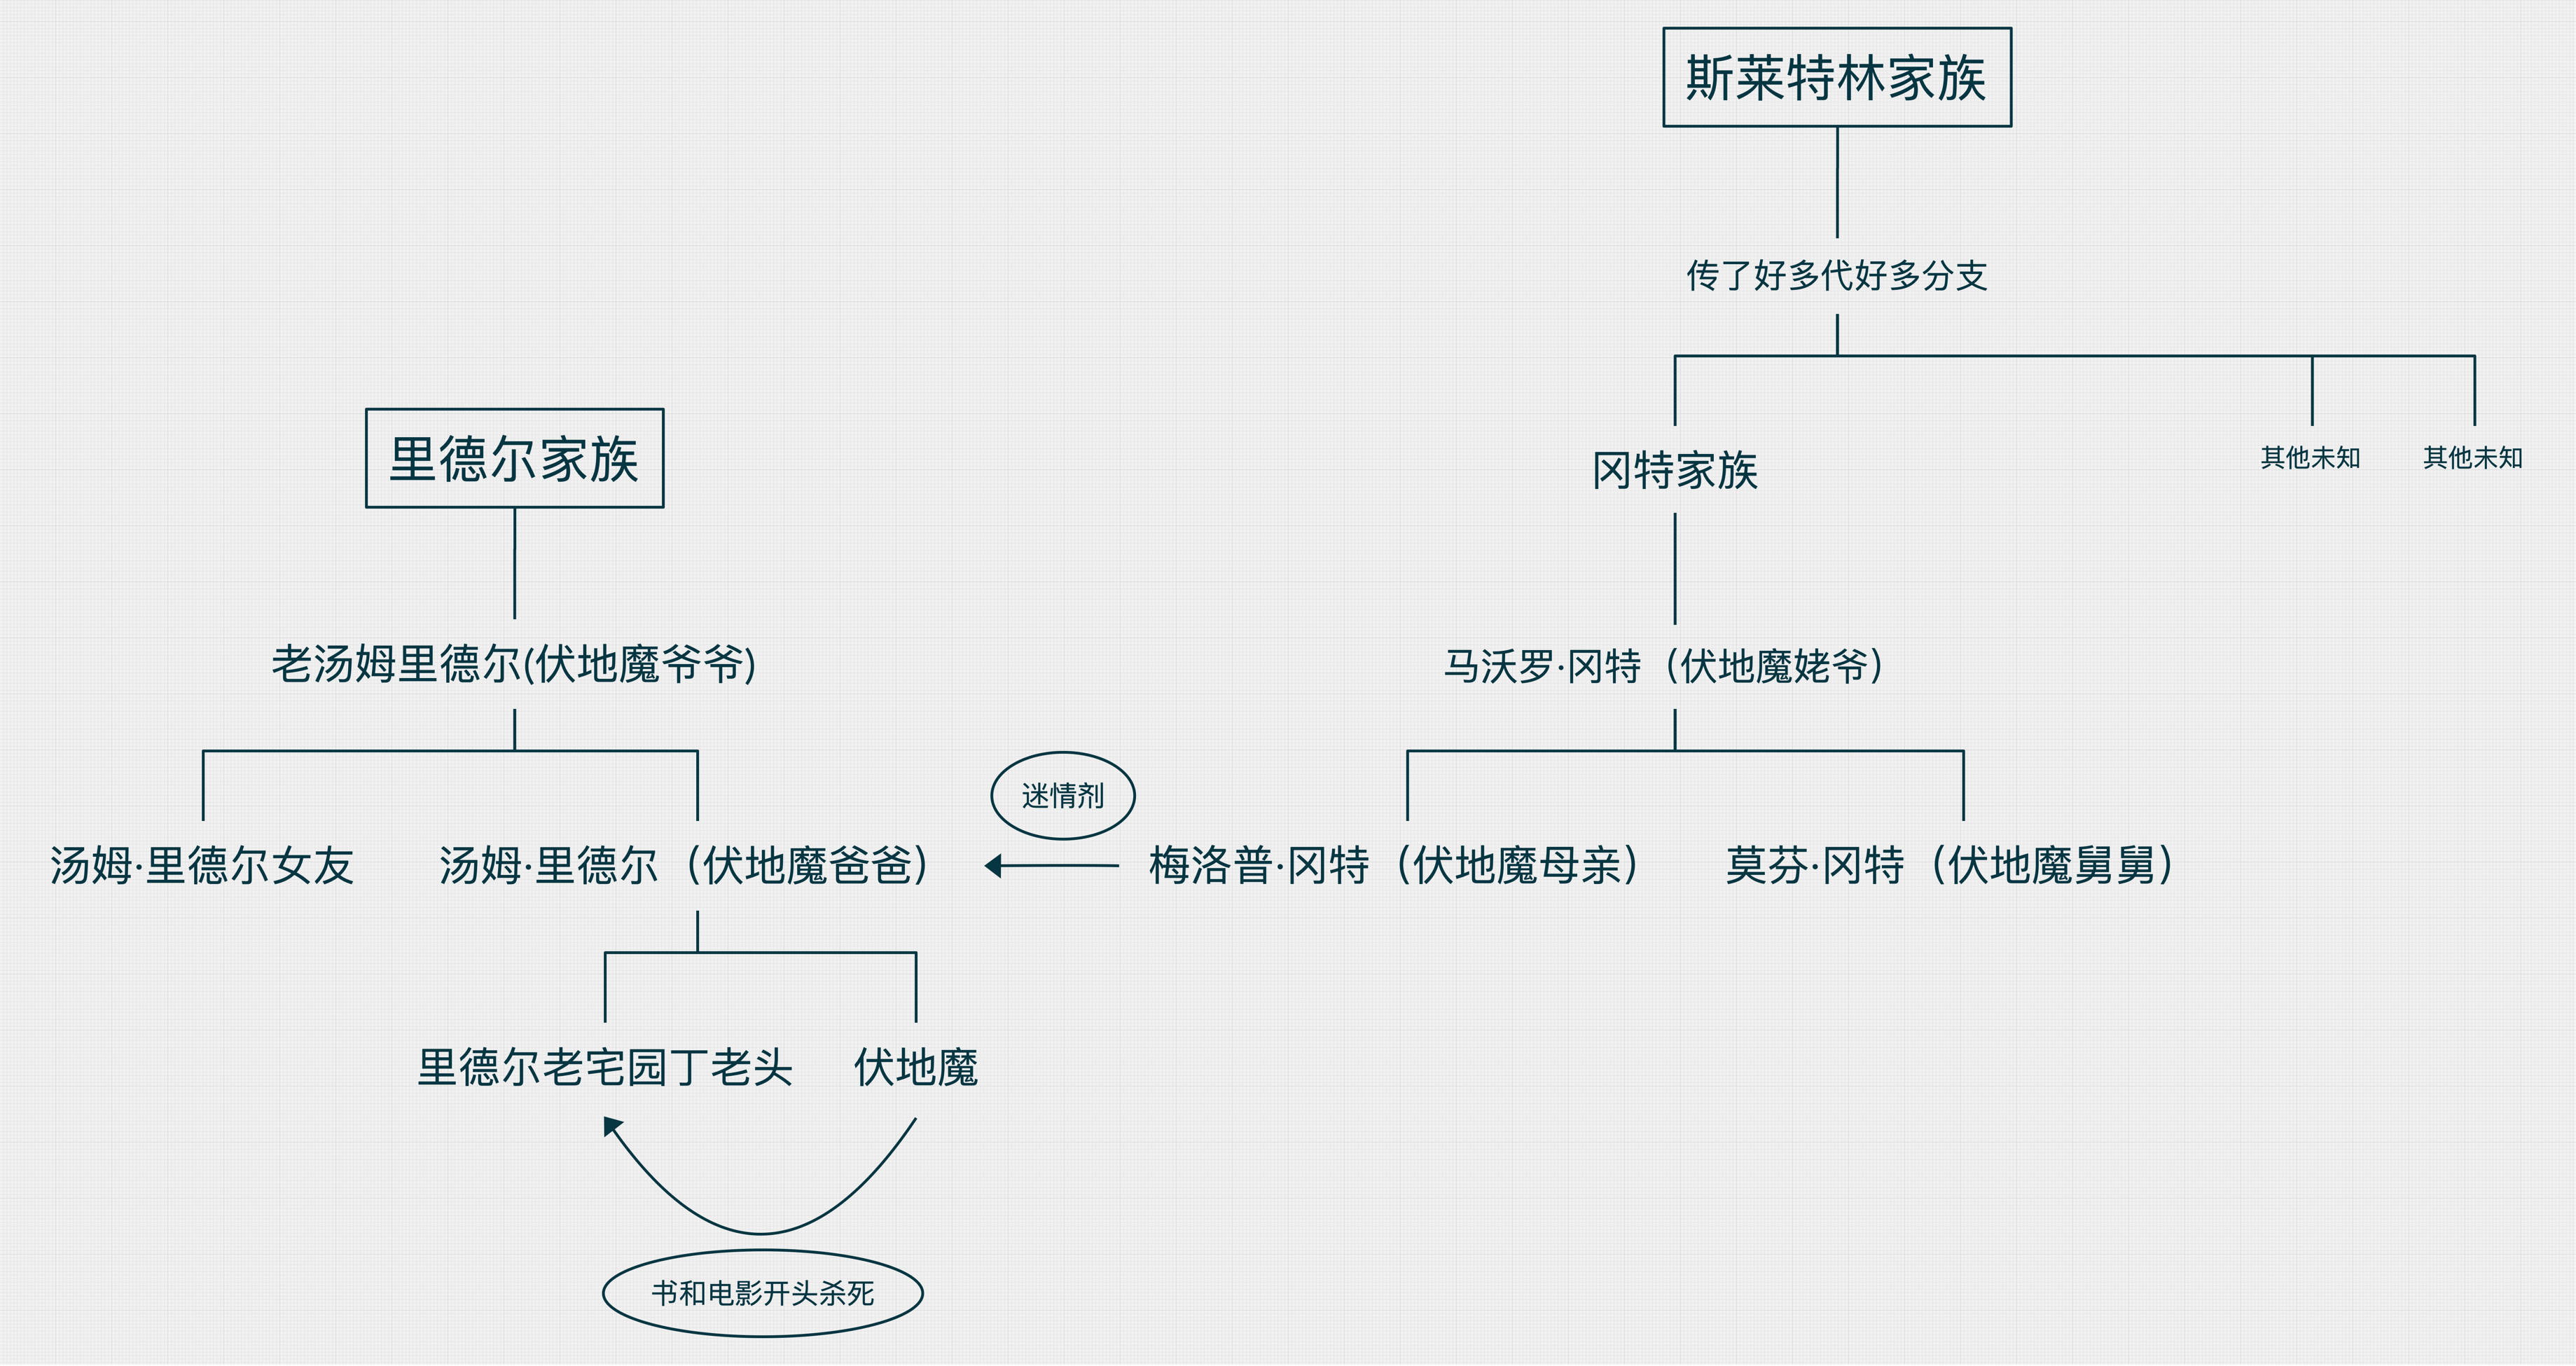 斯莱特林家族
传了好多代好多分支
里德尔家族
冈特家族
其他未知
其他未知
老汤姆里德尔(伏地魔爷爷)
马沃罗·冈特（伏地魔姥爷）
迷情剂
汤姆·里德尔女友
汤姆·里德尔（伏地魔爸爸）
梅洛普·冈特（伏地魔母亲）
莫芬·冈特（伏地魔舅舅）
里德尔老宅园丁老头
伏地魔
书和电影开头杀死